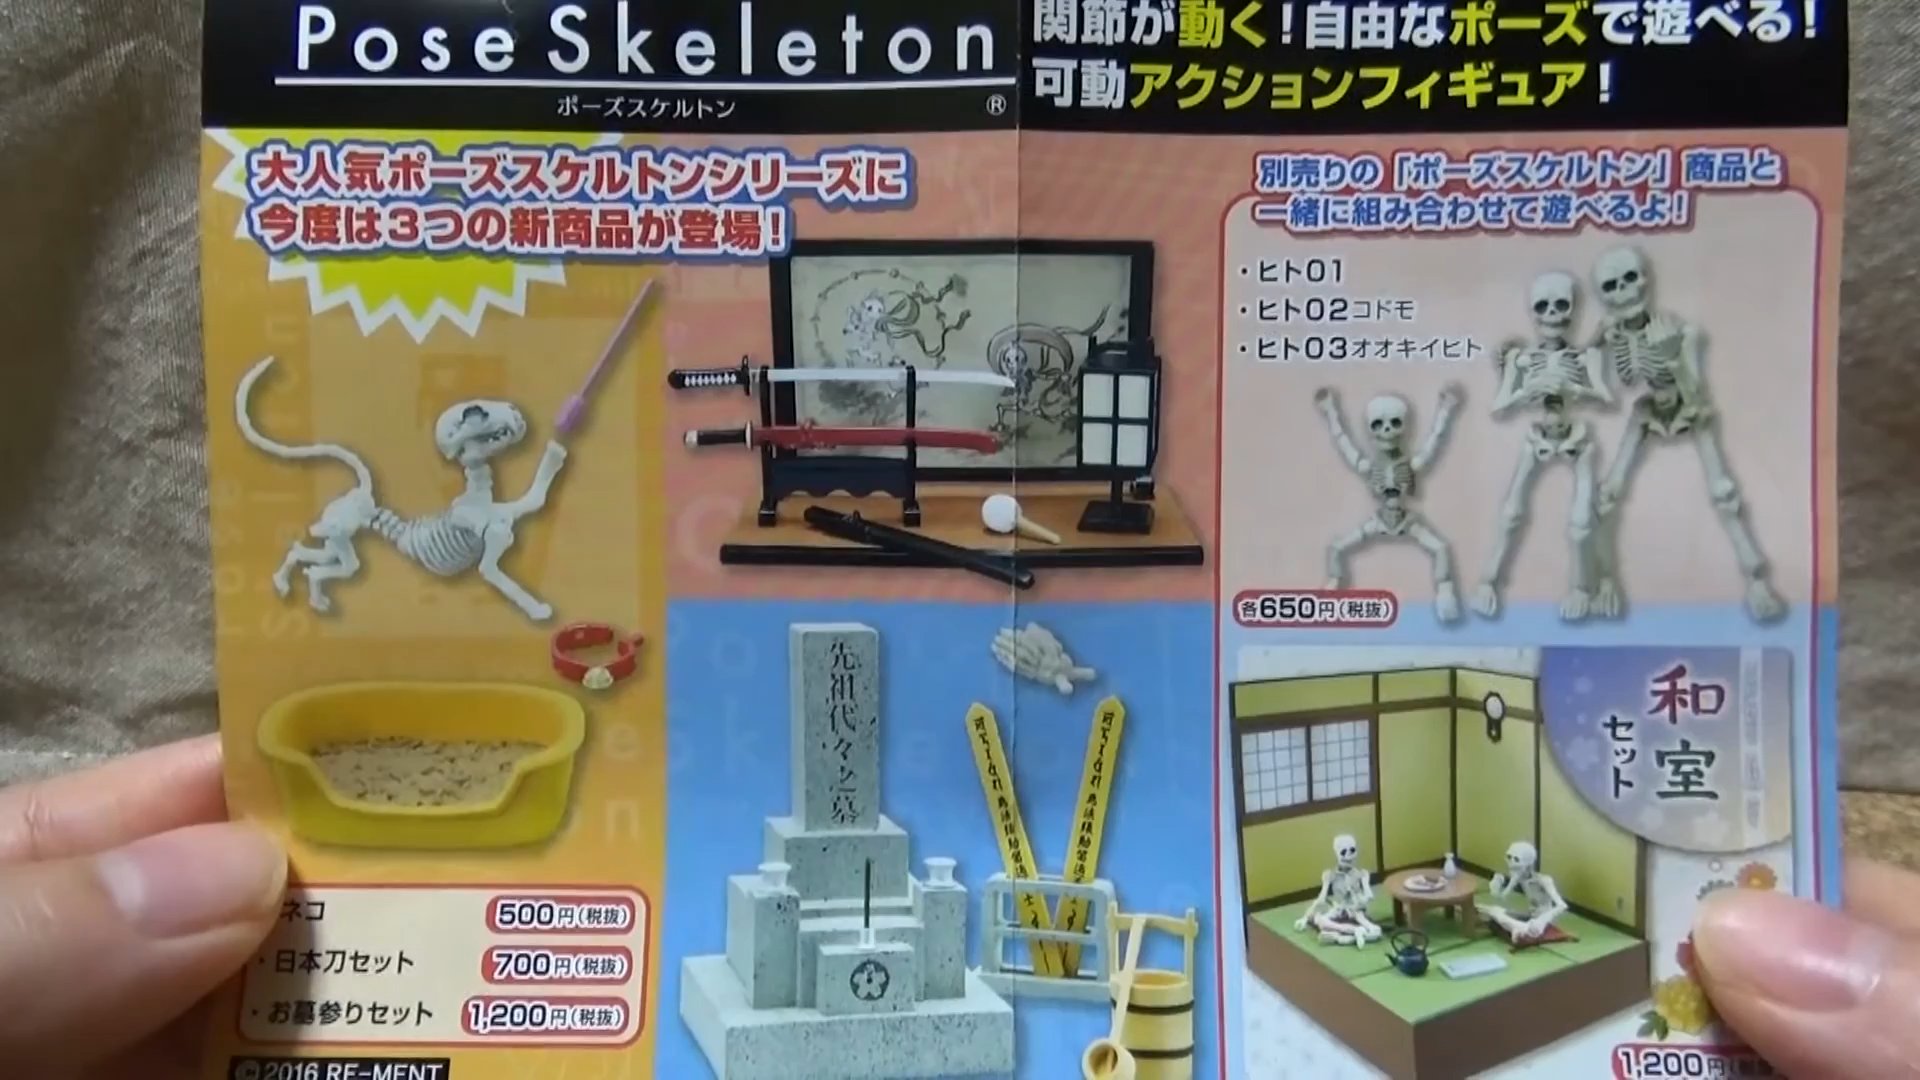 Pose Skeleton
ポーズスケルトン
®
関節が動く!自由なポーズで遊べる!
可動アクションフィギュア!
大人気ポーズスケルトンシリーズに
今度は3つの新商品が登場!
別売りの「ポーズスケルトン」商品と
一緒に組み合わせて遊べるよ!
・ヒト01
・ヒト02コドモ
・ヒト03オオキイヒト
各650円(税抜)
先祖代々之墓
和室
セット
ネコ 500円(税抜)
・日本刀セット 700円(税抜)
・お墓参りセット 1,200円(税抜)
1,200円(税抜
©2016 RE-MENT